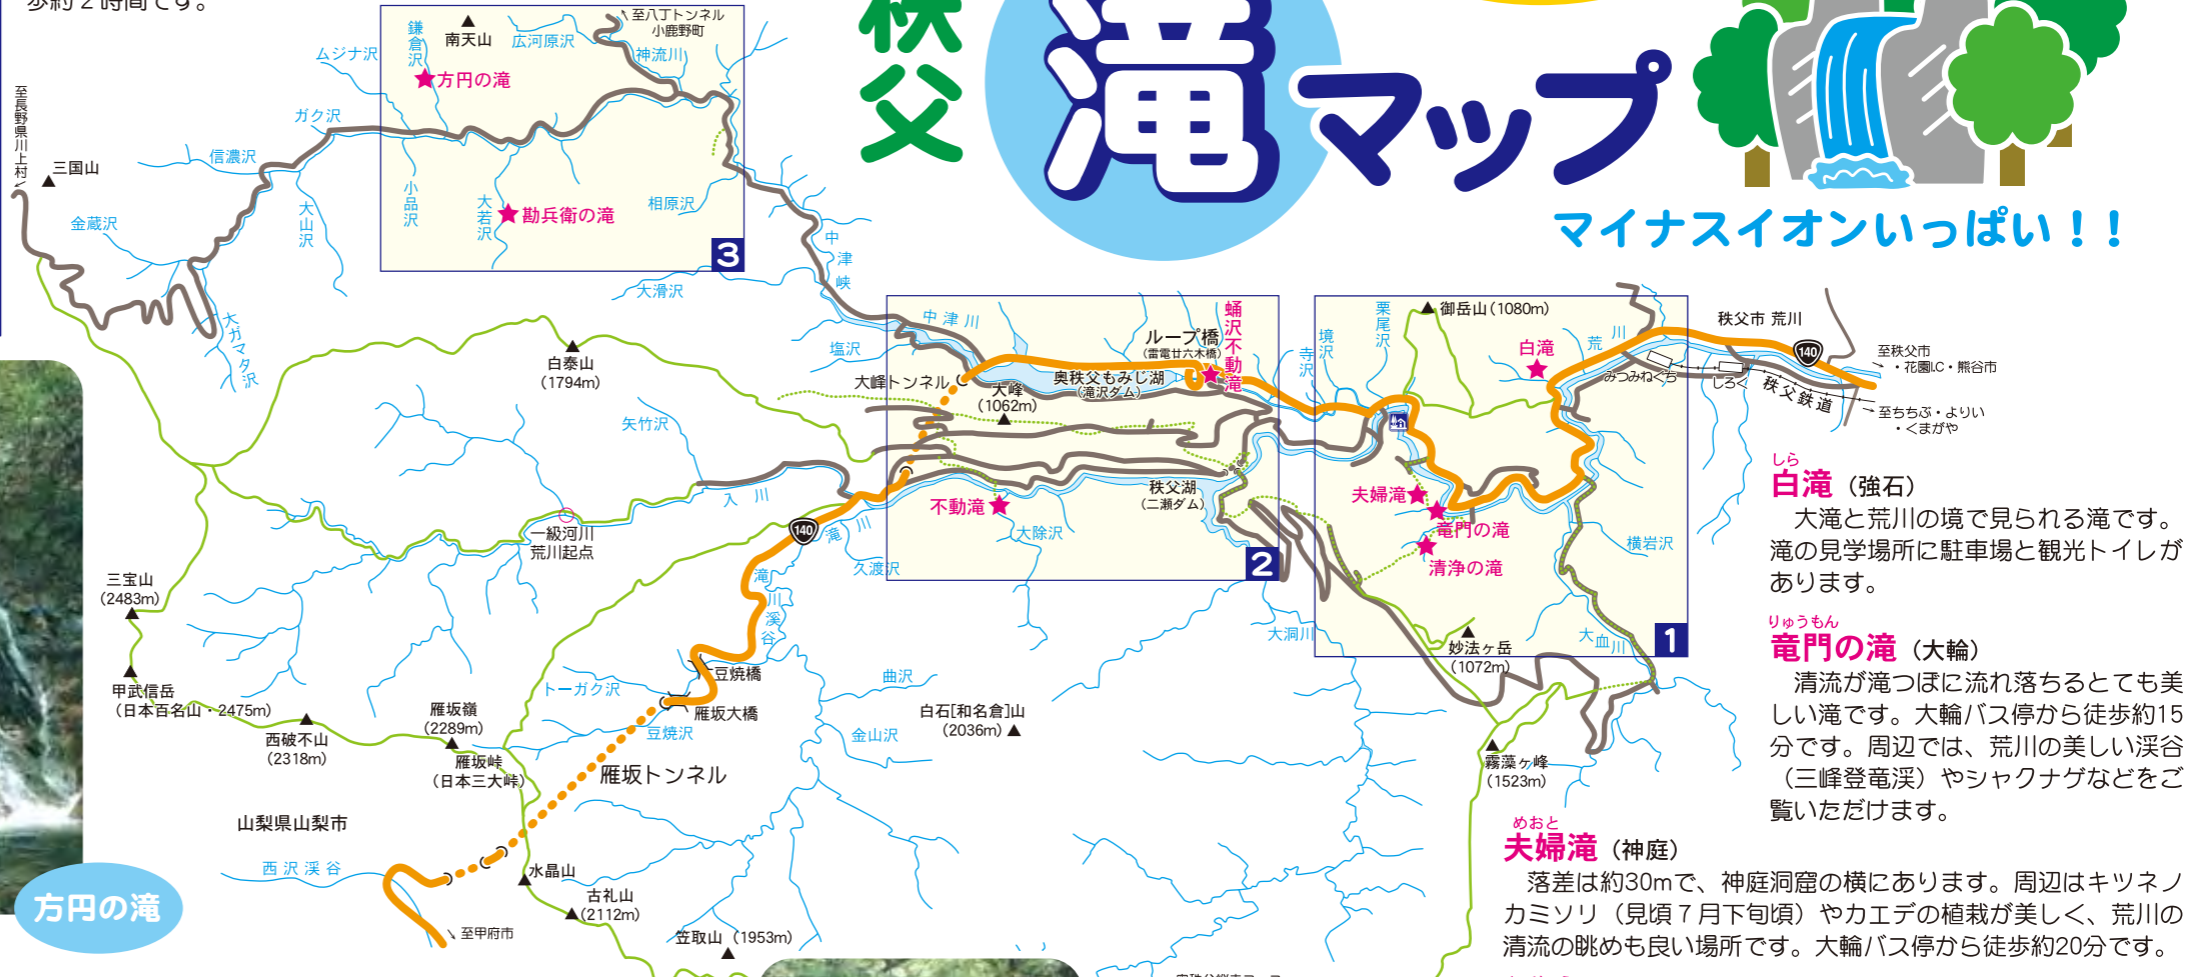 歩約２時間です。
秩父
滝マップ
マイナスイオンいっぱい！！
至八丁トンネル
小鹿野町
南天山
鎌倉沢
広河原沢
神流川
ムジナ沢
方円の滝
ガク沢
至長野県川上村
三国山
信濃沢
金蔵沢
大山沢
小品沢
大若沢
勘兵衛の滝
相原沢
3
中津峡
大滑沢
大ガマタ沢
白泰山
(1794m)
中津川
塩沢
大峰トンネル
ループ橋
(雷電廿六木橋)
蛹沢不動滝
奥秩父もみじ湖
(滝沢ダム)
大峰
(1062m)
寺沢
境沢
栗尾沢
御岳山(1080m)
白滝
荒川
秩父市 荒川
140
至秩父市
・花園I.C・熊谷市
みつみねぐち
しろく
秩父鉄道
至ちちぶ・よりい
・くまがや
矢竹沢
入川
一級河川
荒川起点
140
滝川
久渡沢
不動滝
大除沢
秩父湖
(二瀬ダム)
2
夫婦滝
竜門の滝
清浄の滝
横岩沢
大洞川
妙法ヶ岳
(1072m)
大血川
1
三宝山
(2483m)
甲武信岳
(日本百名山・2475m)
西破不山
(2318m)
雁坂嶺
(2289m)
雁坂峠
(日本三大峠)
滝川渓谷
豆焼橋
トーガク沢
雁坂大橋
豆焼沢
雁坂トンネル
曲沢
金山沢
白石[和名倉]山
(2036m)
霧藻ヶ峰
(1523m)
山梨県山梨市
西沢渓谷
至甲府市
水晶山
古礼山
(2112m)
笠取山（1953m)
方円の滝
しら
白滝（強石）
大滝と荒川の境で見られる滝です。
滝の見学場所に駐車場と観光トイレが
あります。
りゅうもん
竜門の滝（大輪）
清流が滝つぼに流れ落ちるとても美
しい滝です。大輪バス停から徒歩約15
分です。周辺では、荒川の美しい渓谷
（三峰登竜渓）やシャクナゲなどをご
覧いただけます。
めおと
夫婦滝（神庭）
落差は約30mで、神庭洞窟の横にあります。周辺はキツネノ
カミソリ（見頃７月下旬頃）やカエデの植栽が美しく、荒川の
清流の眺めも良い場所です。大輪バス停から徒歩約20分です。